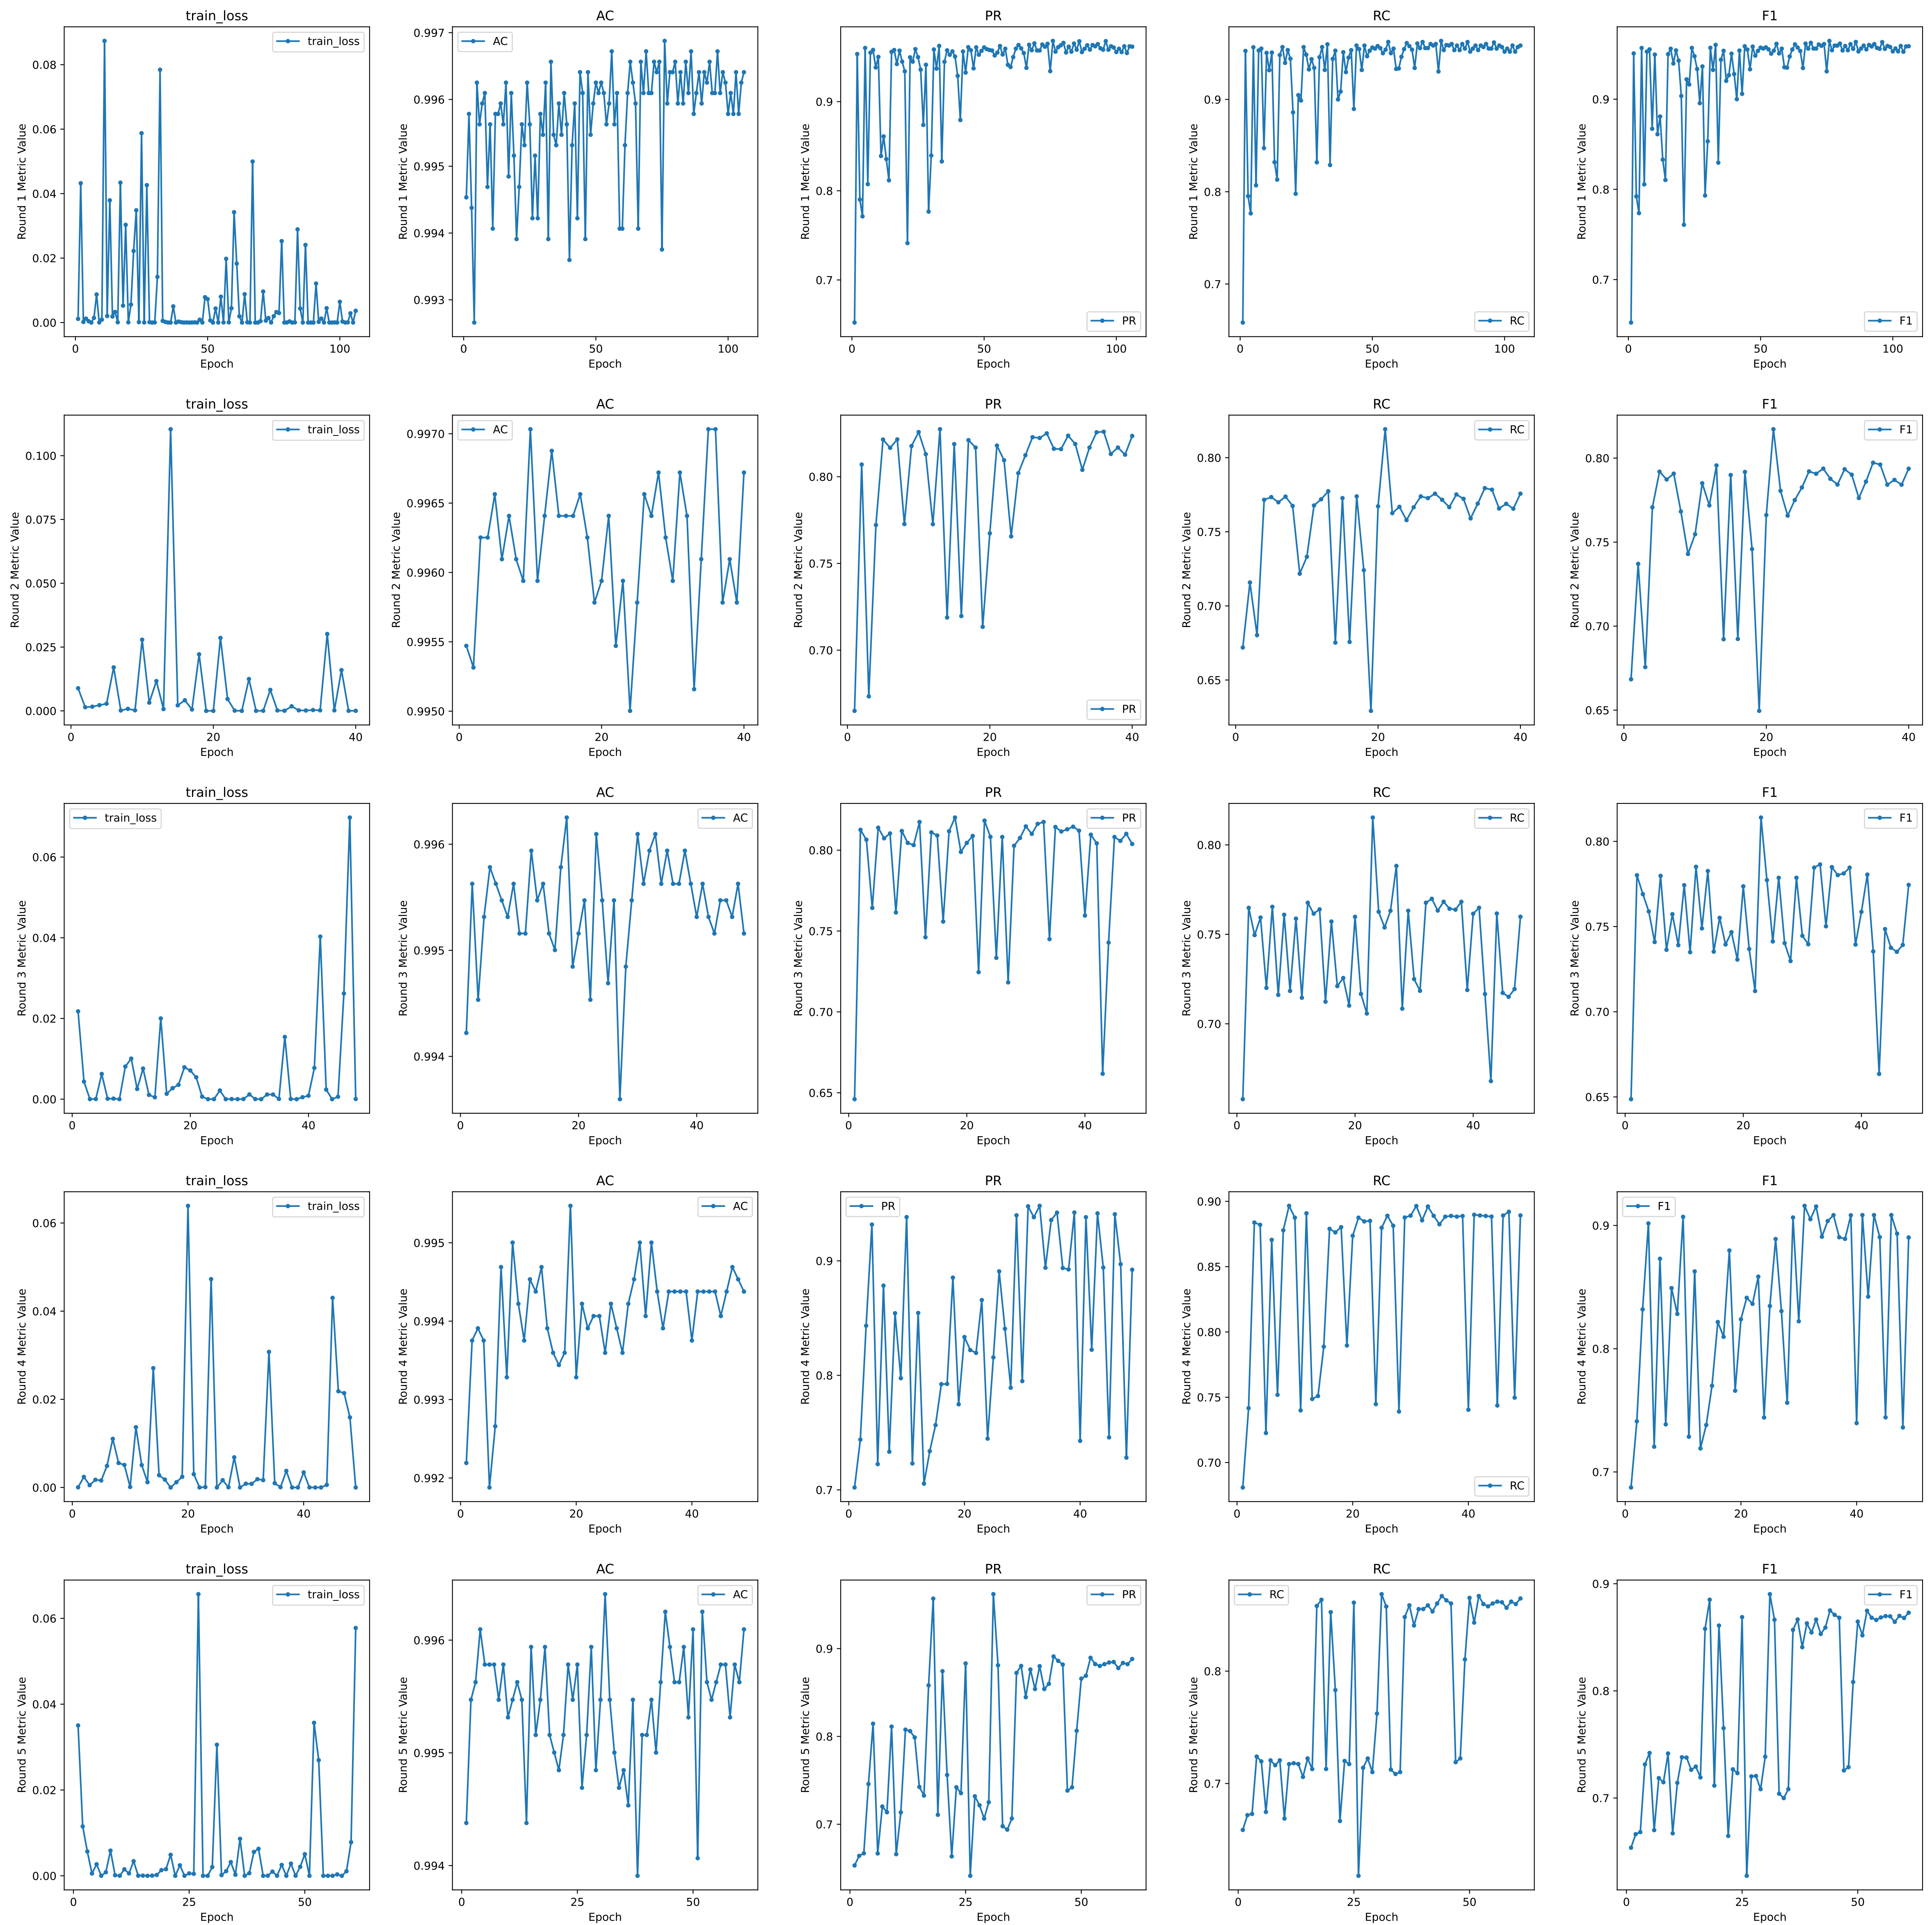 train_loss AC PR RC F1
Round 1 Metric Value
0.08
0.06
0.04
0.02
0.00
train_loss
0 50 100
Epoch
Round 1 Metric Value
0.997
0.996
0.995
0.994
0.993
AC
0 50 100
Epoch
Round 1 Metric Value
0.9
0.8
0.7
PR
0 50 100
Epoch
Round 1 Metric Value
0.9
0.8
0.7
RC
0 50 100
Epoch
Round 1 Metric Value
0.9
0.8
0.7
F1
0 50 100
Epoch
train_loss AC PR RC F1
Round 2 Metric Value
0.100
0.075
0.050
0.025
0.000
train_loss
0 20 40
Epoch
Round 2 Metric Value
0.9970
0.9965
0.9960
0.9955
0.9950
AC
0 20 40
Epoch
Round 2 Metric Value
0.80
0.75
0.70
PR
0 20 40
Epoch
Round 2 Metric Value
0.80
0.75
0.70
0.65
RC
0 20 40
Epoch
Round 2 Metric Value
0.80
0.75
0.70
0.65
F1
0 20 40
Epoch
train_loss AC PR RC F1
Round 3 Metric Value
0.06
0.04
0.02
0.00
train_loss
0 20 40
Epoch
Round 3 Metric Value
0.996
0.995
0.994
AC
0 20 40
Epoch
Round 3 Metric Value
0.80
0.75
0.70
0.65
PR
0 20 40
Epoch
Round 3 Metric Value
0.80
0.75
0.70
RC
0 20 40
Epoch
Round 3 Metric Value
0.80
0.75
0.70
0.65
F1
0 20 40
Epoch
train_loss AC PR RC F1
Round 4 Metric Value
0.06
0.04
0.02
0.00
train_loss
0 20 40
Epoch
Round 4 Metric Value
0.995
0.994
0.993
0.992
AC
0 20 40
Epoch
Round 4 Metric Value
0.9
0.8
0.7
PR
0 20 40
Epoch
Round 4 Metric Value
0.90
0.85
0.80
0.75
0.70
RC
0 20 40
Epoch
Round 4 Metric Value
0.9
0.8
0.7
F1
0 20 40
Epoch
train_loss AC PR RC F1
Round 5 Metric Value
0.06
0.04
0.02
0.00
train_loss
0 25 50
Epoch
Round 5 Metric Value
0.996
0.995
0.994
AC
0 25 50
Epoch
Round 5 Metric Value
0.9
0.8
0.7
PR
0 25 50
Epoch
Round 5 Metric Value
0.8
0.7
RC
0 25 50
Epoch
Round 5 Metric Value
0.9
0.8
0.7
F1
0 25 50
Epoch